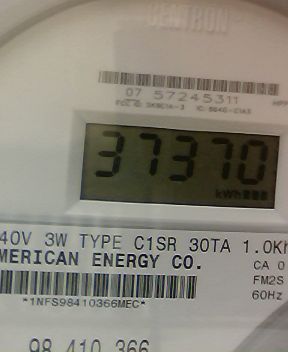 CENTRON
07 57245311
37370
kWh
40V 3W TYPE C1SR 30TA 1.0Kh
MERICAN ENERGY CO.
CA 0
FM2S
*1NFS98410366MEC*
60Hz
98 410 366